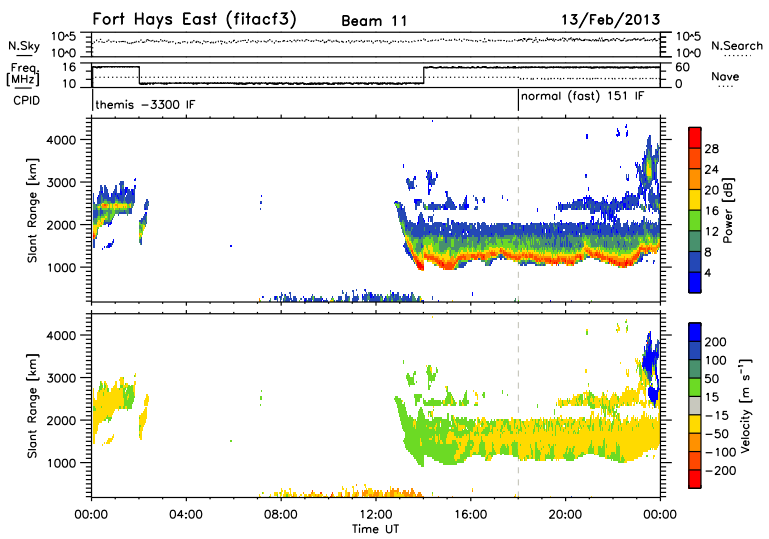 Fort Hays East (fitacf3) Beam 11 13/Feb/2013
N.Sky 10^5 10^0 10^5 10^0 N.Search
Freq. [MHz] 16 10 60 0 Nave
CPID themis -3300 IF normal (fast) 151 IF
Slant Range [km] 4000 3000 2000 1000
28 24 20 16 12 8 4 Power [dB]
Slant Range [km] 4000 3000 2000 1000
200 100 50 15 -15 -50 -100 -200 Velocity [m s⁻¹]
00:00 04:00 08:00 12:00 16:00 20:00 00:00
Time UT